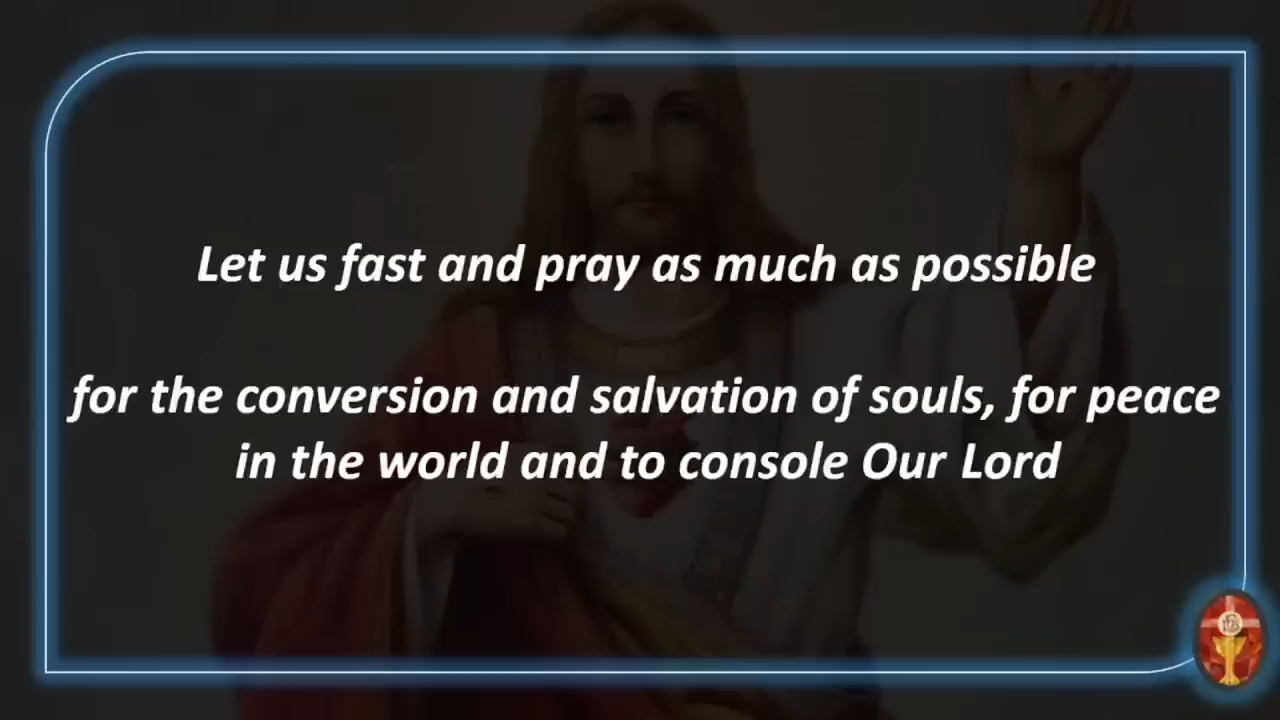 Let us fast and pray as much as possible
for the conversion and salvation of souls, for peace
in the world and to console Our Lord